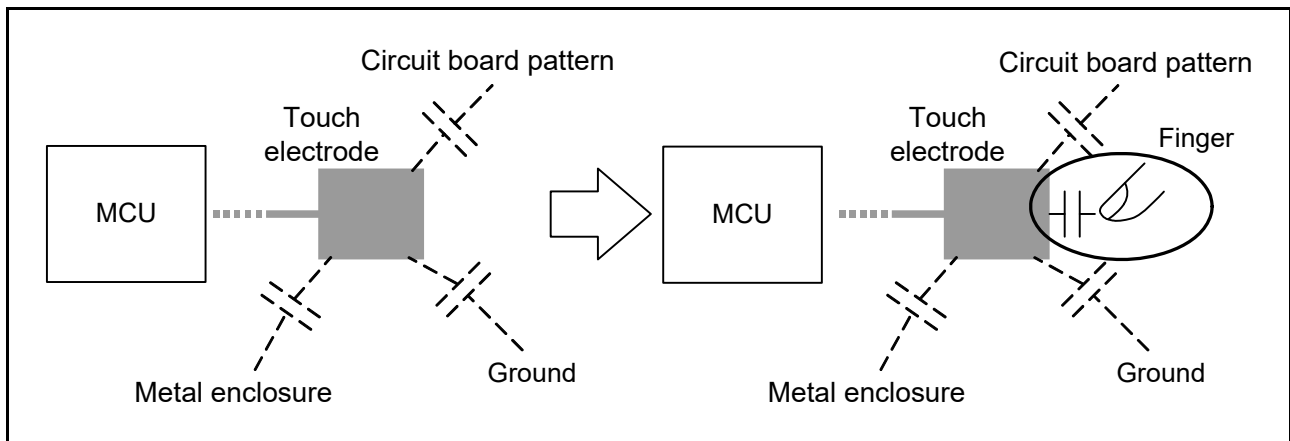 Circuit board pattern
Touch
electrode
MCU
Metal enclosure
Ground
Circuit board pattern
Touch
electrode
Finger
MCU
Metal enclosure
Ground